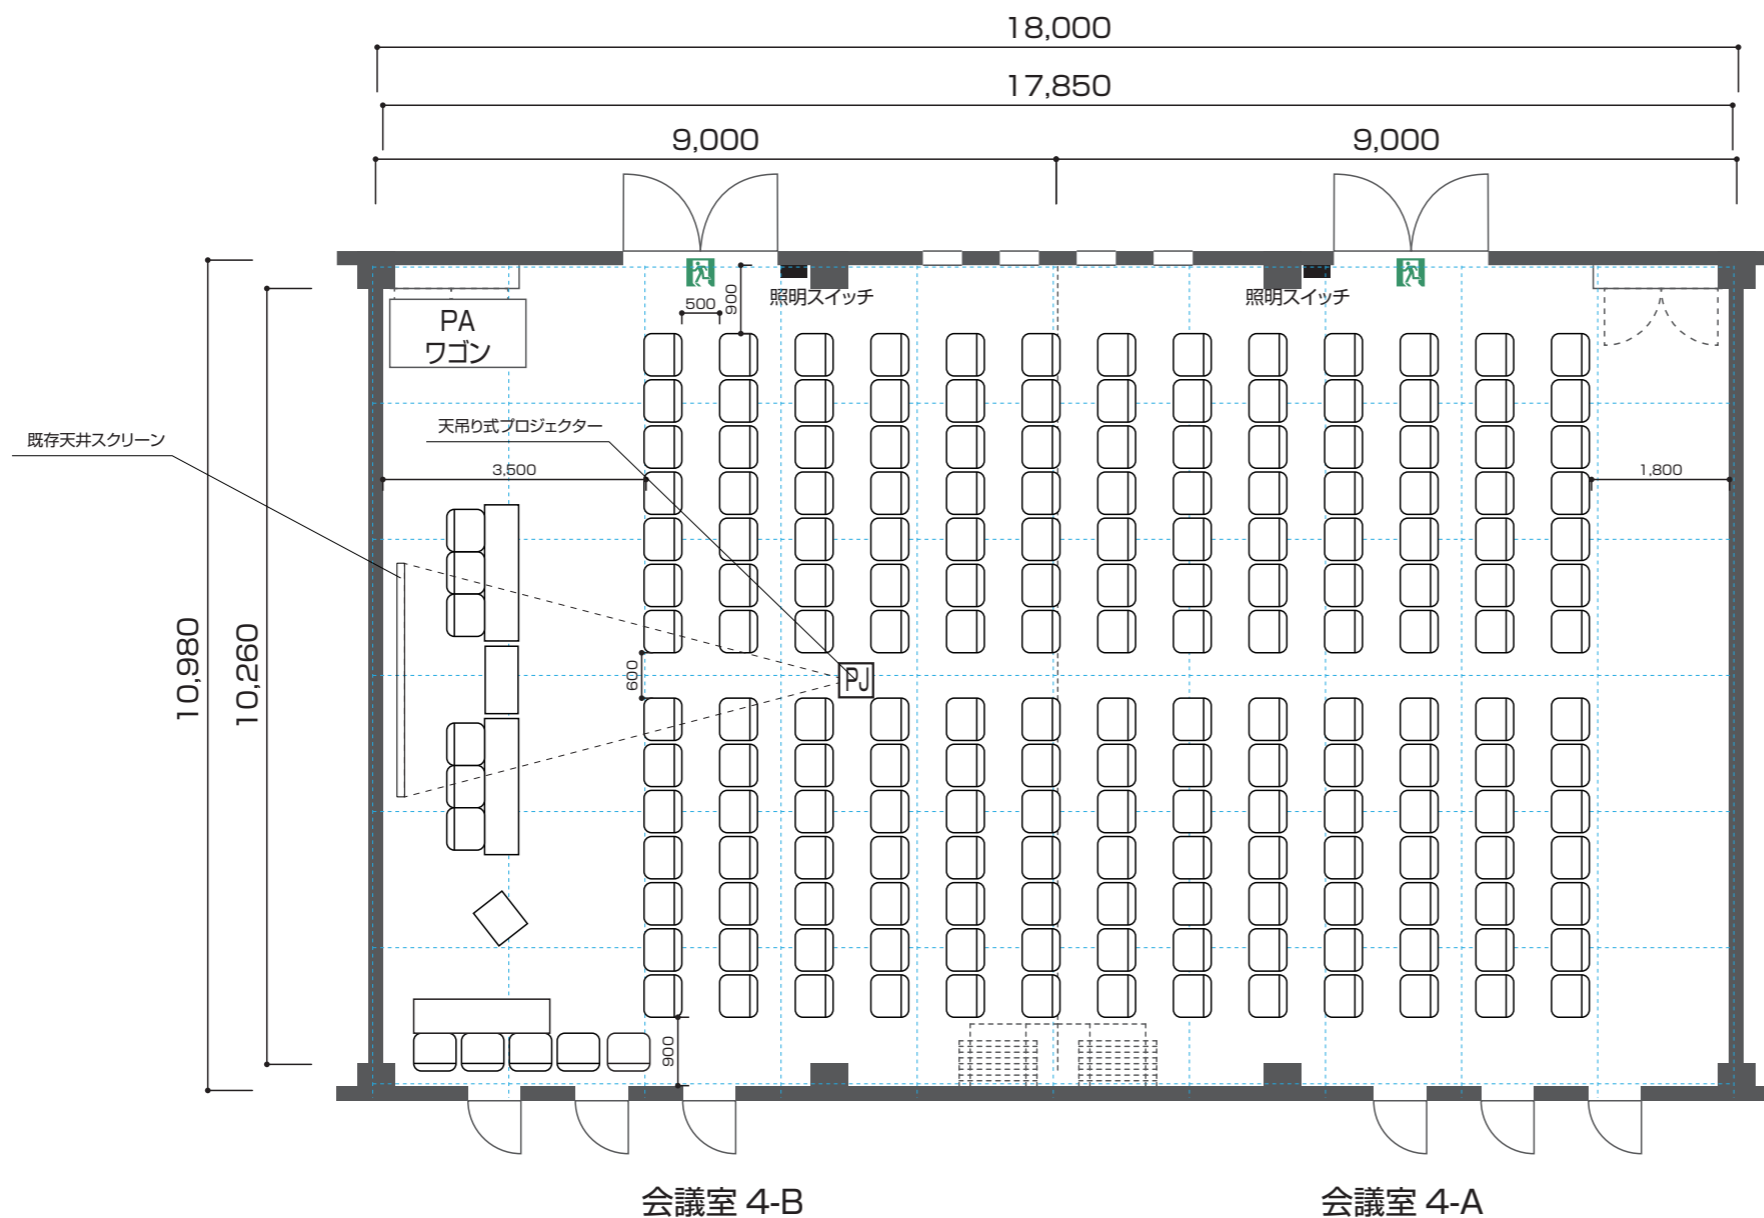 18,000
17,850
9,000
9,000
照明スイッチ
照明スイッチ
500
900
PA
ワゴン
天吊り式プロジェクター
既存天井スクリーン
3,500
1,800
10,980
10,260
600
PJ
900
会議室 4-B
会議室 4-A